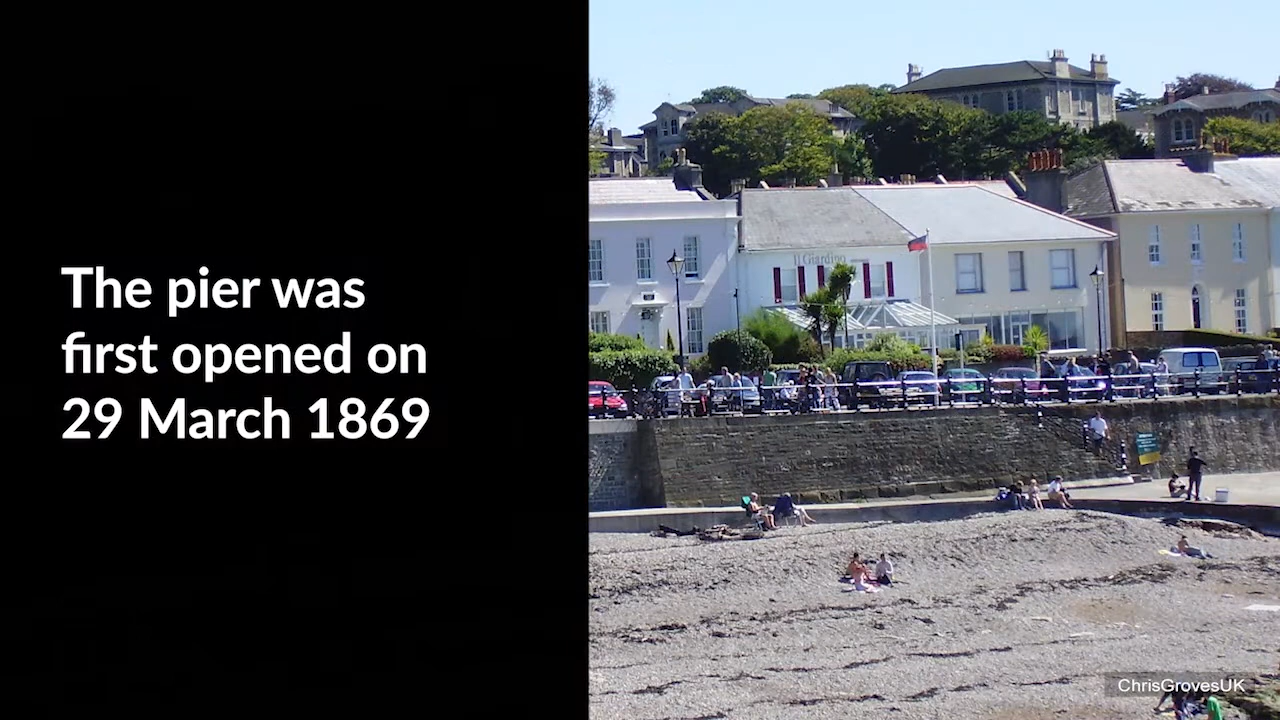 The pier was
first opened on
29 March 1869
Il Giardino
ChrisGrovesUK